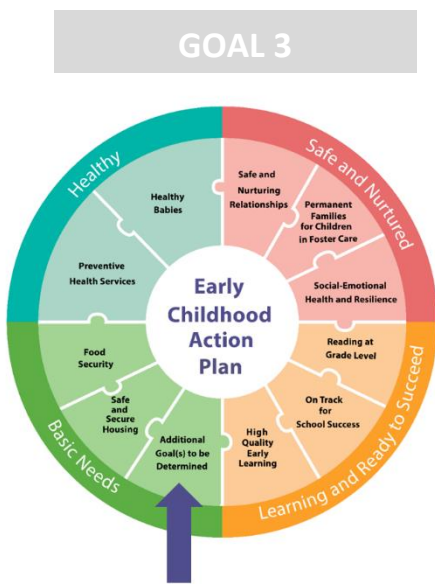 GOAL 3
Healthy
Safe and Nurtured
Healthy
Babies
Safe and
Nurturing
Relationships
Permanent
Families
for Children
in Foster Care
Preventive
Health Services
Social-Emotional
Health and Resilience
Early
Childhood
Action
Plan
Food
Security
Reading at
Grade Level
Safe
and
Secure
Housing
On Track
for
School Success
Additional
Goal(s) to be
Determined
High
Quality
Early
Learning
Basic Needs
Learning and Ready to Succeed